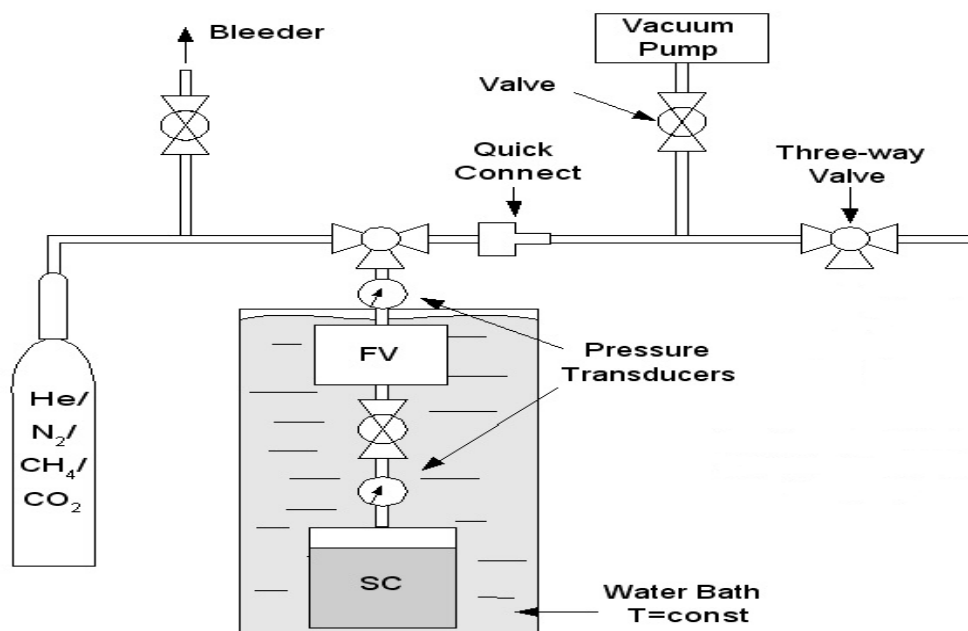 Bleeder
Vacuum
Pump
Valve
Quick
Connect
Three-way
Valve
FV
Pressure
Transducers
He/
N₂/
CH₄/
CO₂
SC
Water Bath
T=const